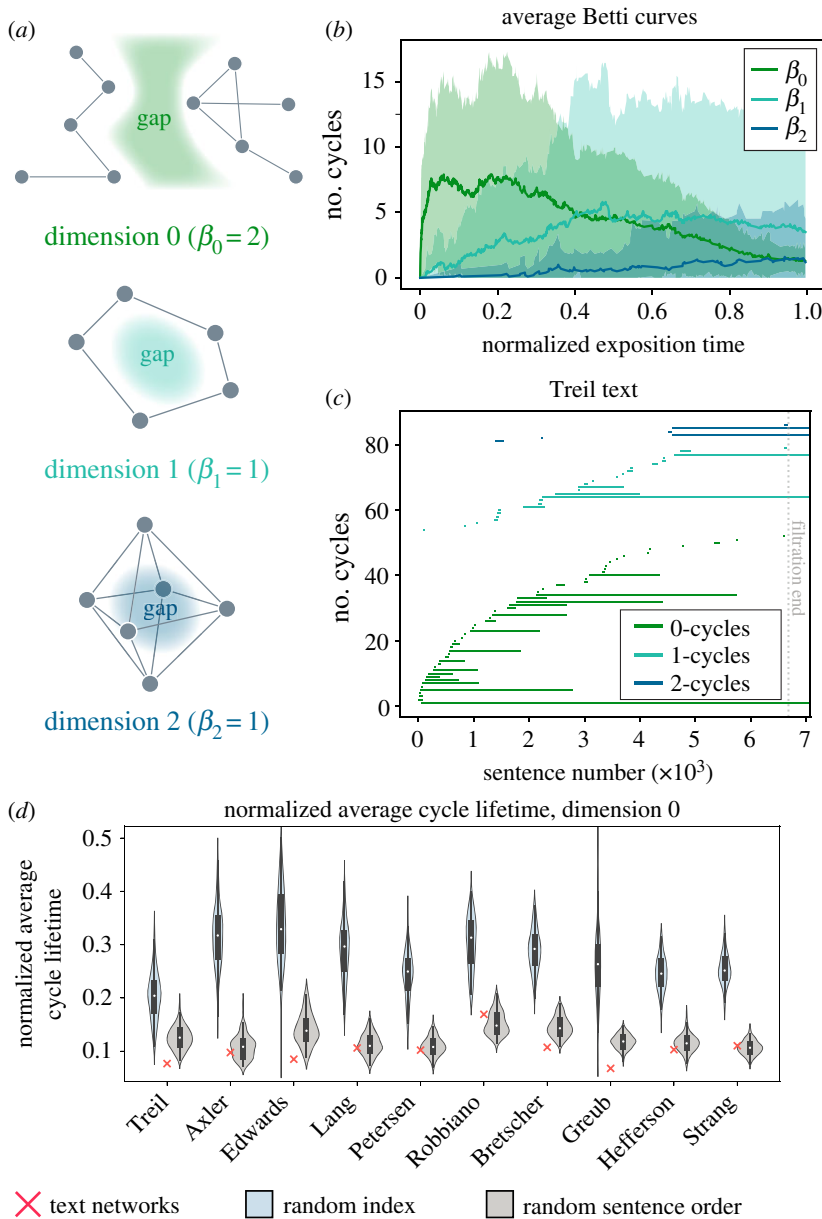 (a)
gap
dimension 0 (β0 = 2)
gap
dimension 1 (β1 = 1)
gap
dimension 2 (β2 = 1)
(b)
average Betti curves
no. cycles
15
10
5
0
β0
β1
β2
0 0.2 0.4 0.6 0.8 1.0
normalized exposition time
(c)
Treil text
no. cycles
80
60
40
20
0
filtration end
0-cycles
1-cycles
2-cycles
0 1 2 3 4 5 6 7
sentence number (×10³)
(d)
normalized average cycle lifetime, dimension 0
normalized average
cycle lifetime
0.5
0.4
0.3
0.2
0.1
Treil
Axler
Edwards
Lang
Petersen
Robbiano
Bretscher
Greub
Hefferson
Strang
text networks
random index
random sentence order